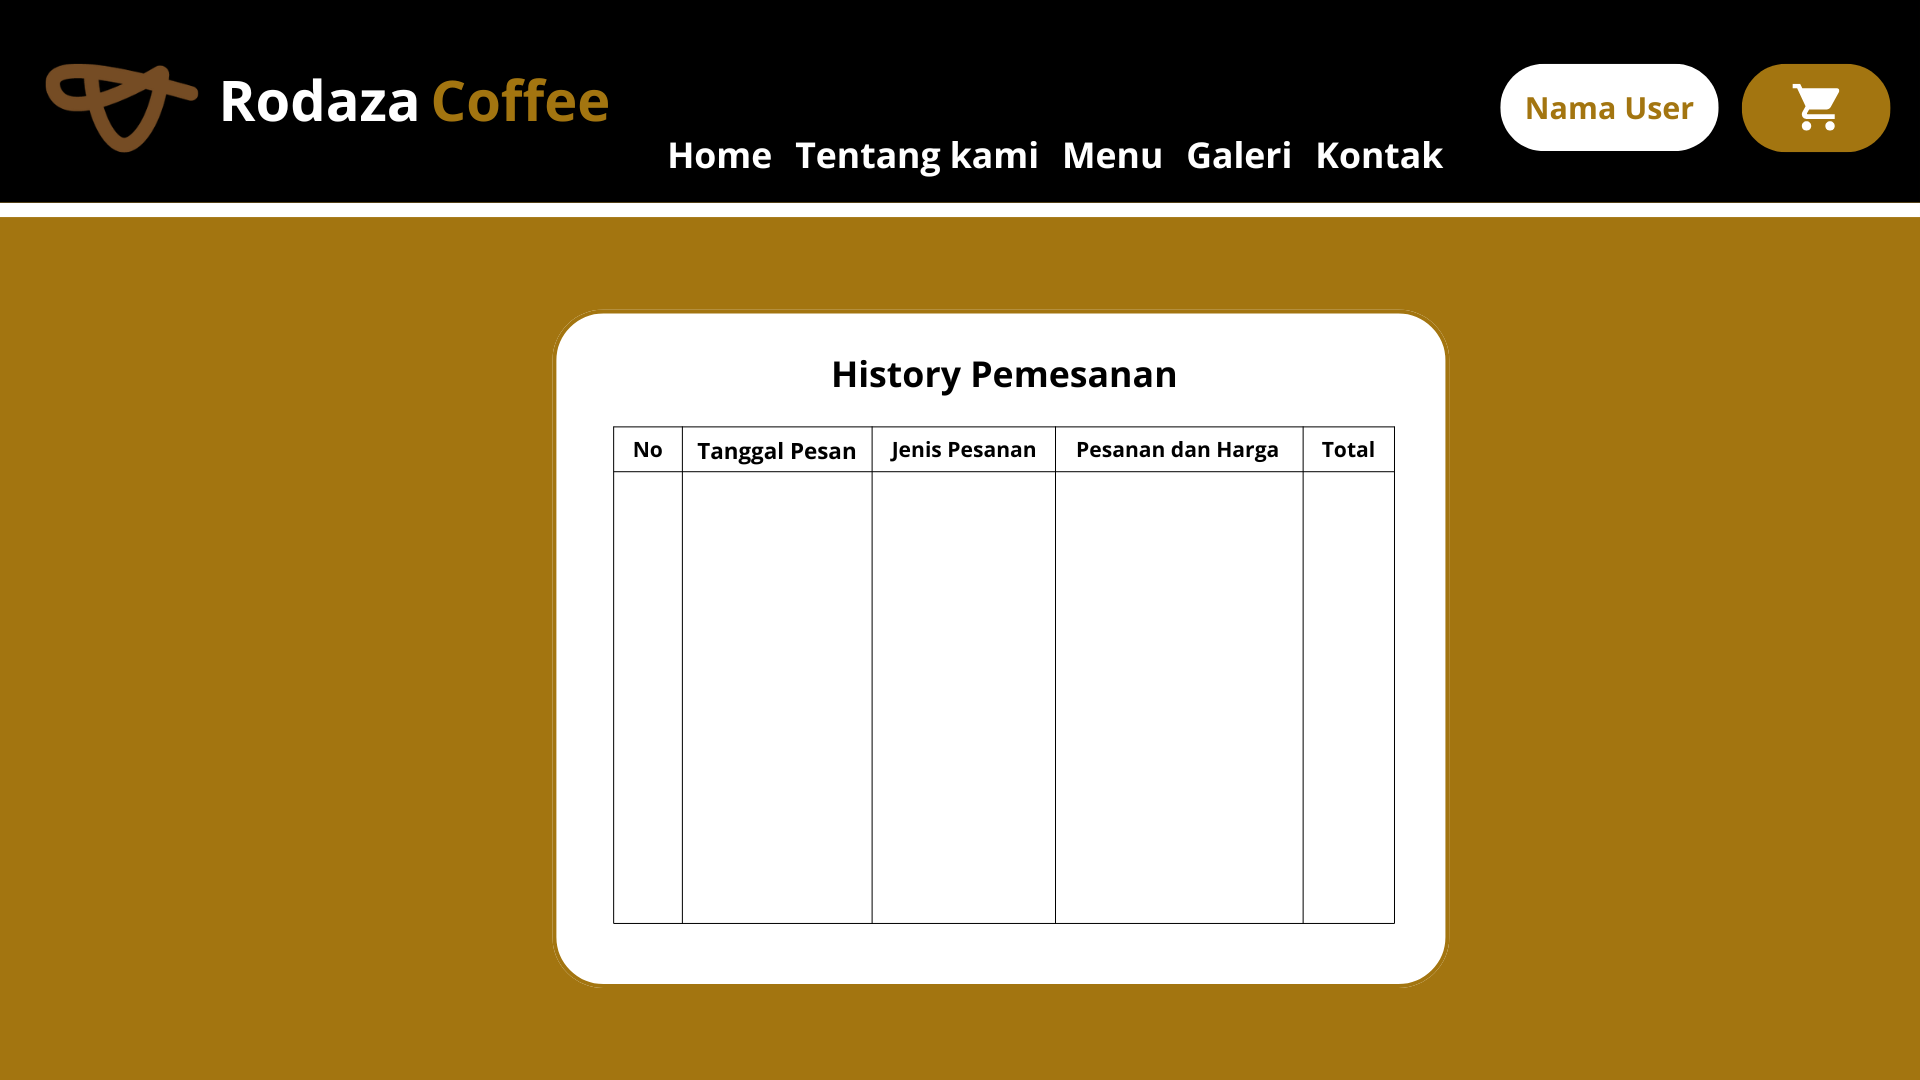 Rodaza Coffee
Home Tentang kami Menu Galeri Kontak
Nama User
History Pemesanan
No Tanggal Pesan Jenis Pesanan Pesanan dan Harga Total